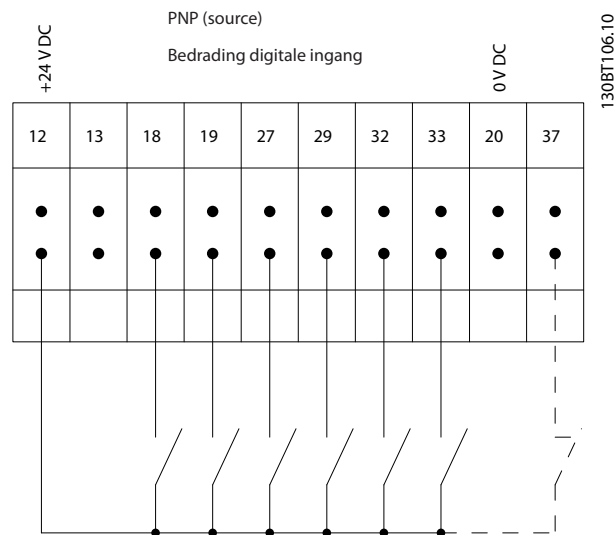 PNP (source)
Bedrading digitale ingang
+24 V DC
0 V DC
130BT106.10
12 13 18 19 27 29 32 33 20 37